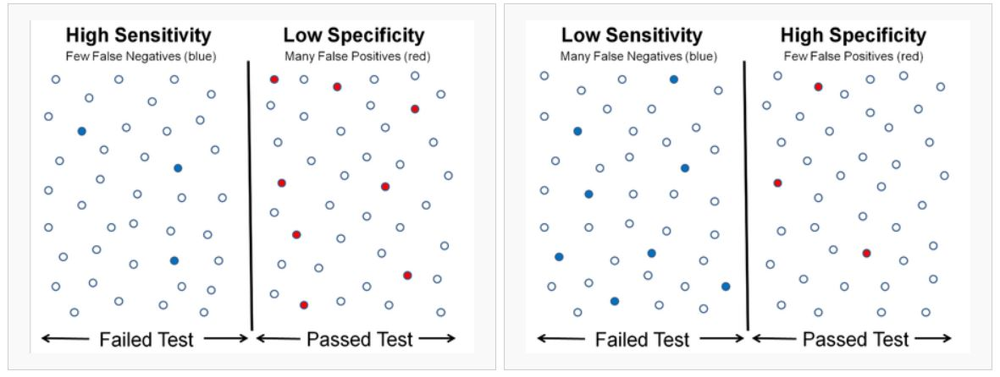 High Sensitivity
Few False Negatives (blue)
Low Specificity
Many False Positives (red)
Failed Test
Passed Test
Low Sensitivity
Many False Negatives (blue)
High Specificity
Few False Positives (red)
Failed Test
Passed Test